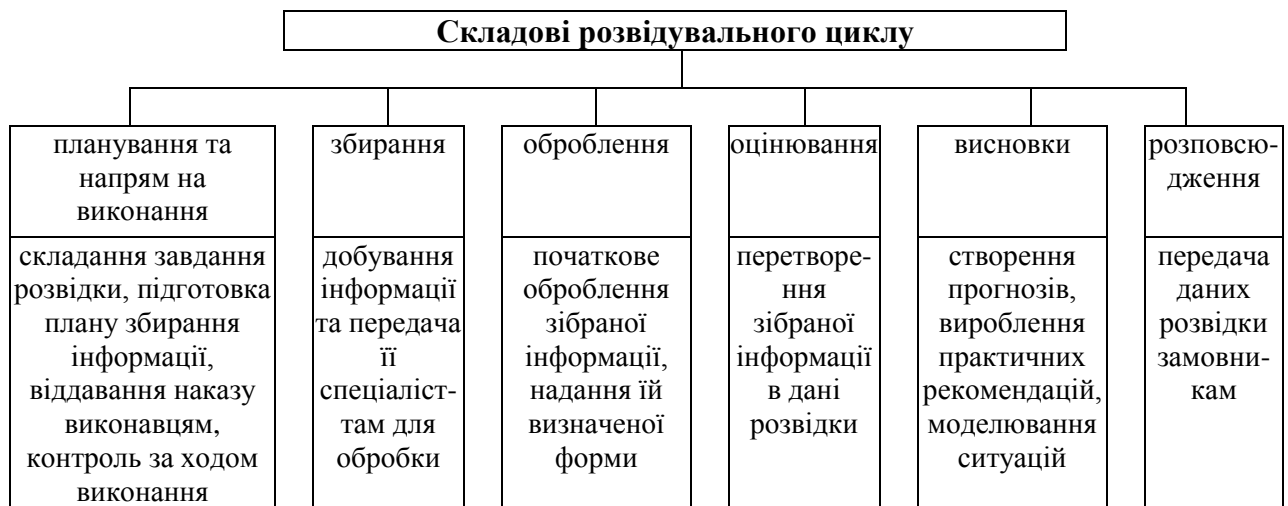 Складові розвідувального циклу
планування та
напрям на
виконання
складання завдання
розвідки, підготовка
плану збирання
інформації,
віддавання наказу
виконавцям,
контроль за ходом
виконання
збирання
добування
інформації
та передача
її
спеціаліст-
там для
обробки
оброблення
початкове
оброблення
зібраної
інформації,
надання їй
визначеної
форми
оцінювання
перетворе-
ння
зібраної
інформації
в дані
розвідки
висновки
створення
прогнозів,
вироблення
практичних
рекомендацій,
моделювання
ситуацій
розповсю-
дження
передача
даних
розвідки
замовни-
кам